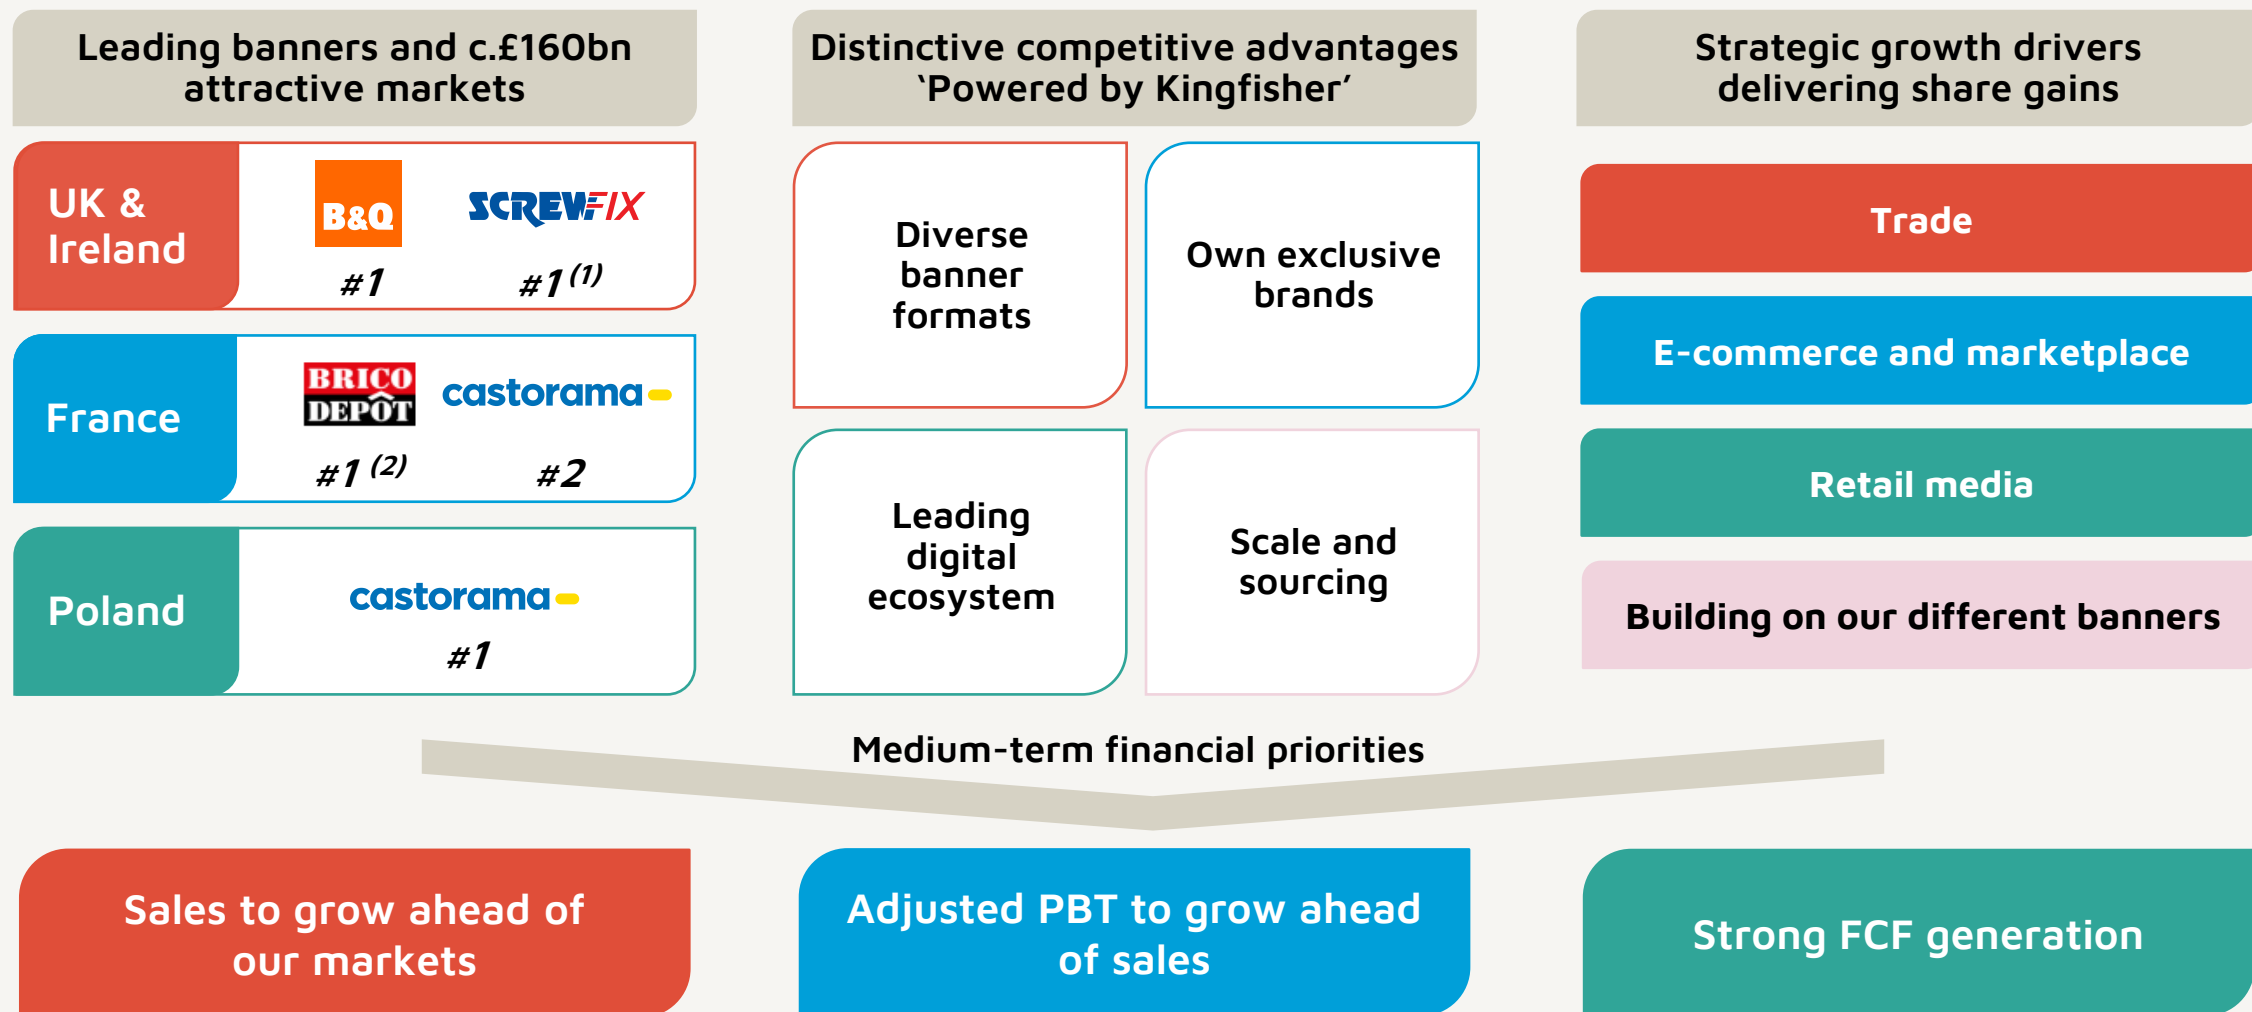 Leading banners and c.£160bn
attractive markets
UK &
Ireland
B&Q
#1
SCREWFIX
#1 (1)
France
BRICO
DEPÔT
#1 (2)
castorama
#2
Poland
castorama
#1
Distinctive competitive advantages
‘Powered by Kingfisher’
Diverse
banner
formats
Own exclusive
brands
Leading
digital
ecosystem
Scale and
sourcing
Strategic growth drivers
delivering share gains
Trade
E-commerce and marketplace
Retail media
Building on our different banners
Medium-term financial priorities
Sales to grow ahead of
our markets
Adjusted PBT to grow ahead
of sales
Strong FCF generation